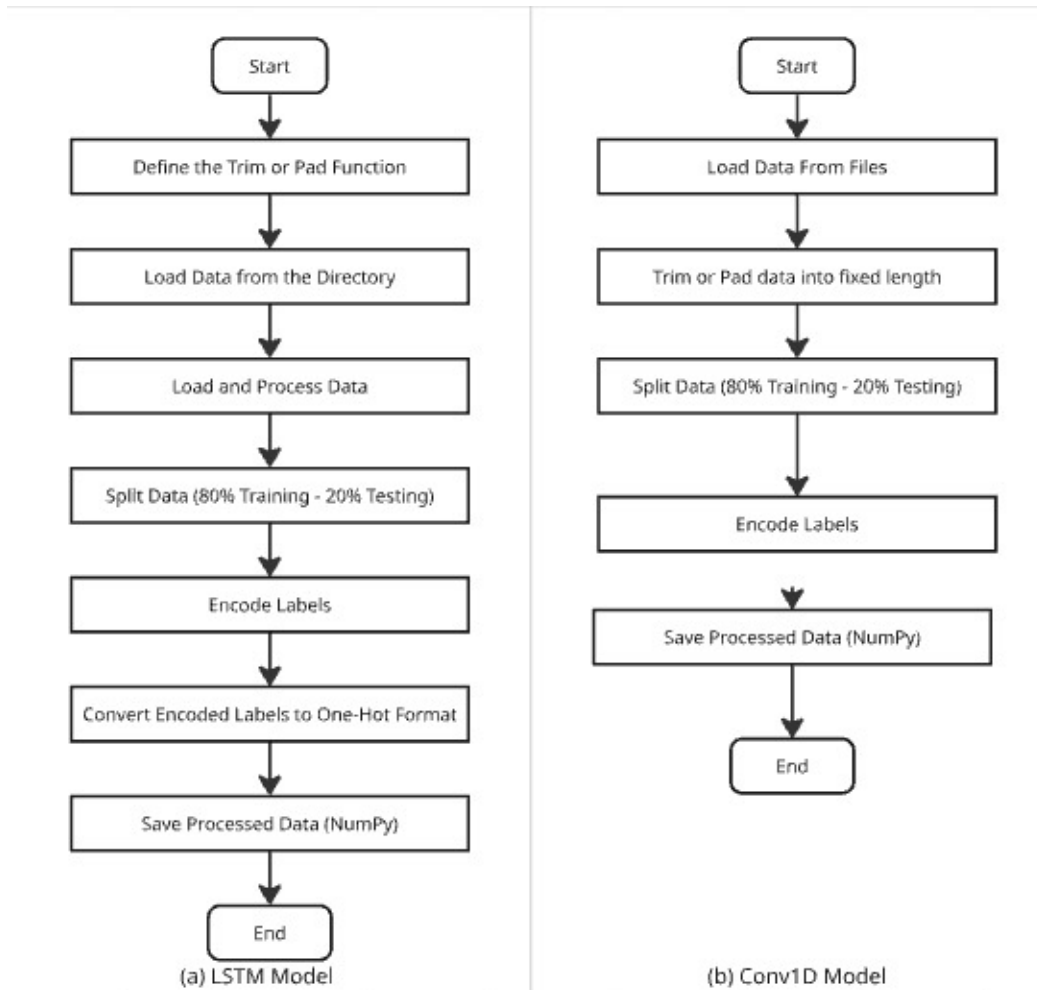 Start
Define the Trim or Pad Function
Load Data from the Directory
Load and Process Data
Split Data (80% Training - 20% Testing)
Encode Labels
Convert Encoded Labels to One-Hot Format
Save Processed Data (NumPy)
End
(a) LSTM Model
Start
Load Data From Files
Trim or Pad data into fixed length
Split Data (80% Training - 20% Testing)
Encode Labels
Save Processed Data (NumPy)
End
(b) Conv1D Model